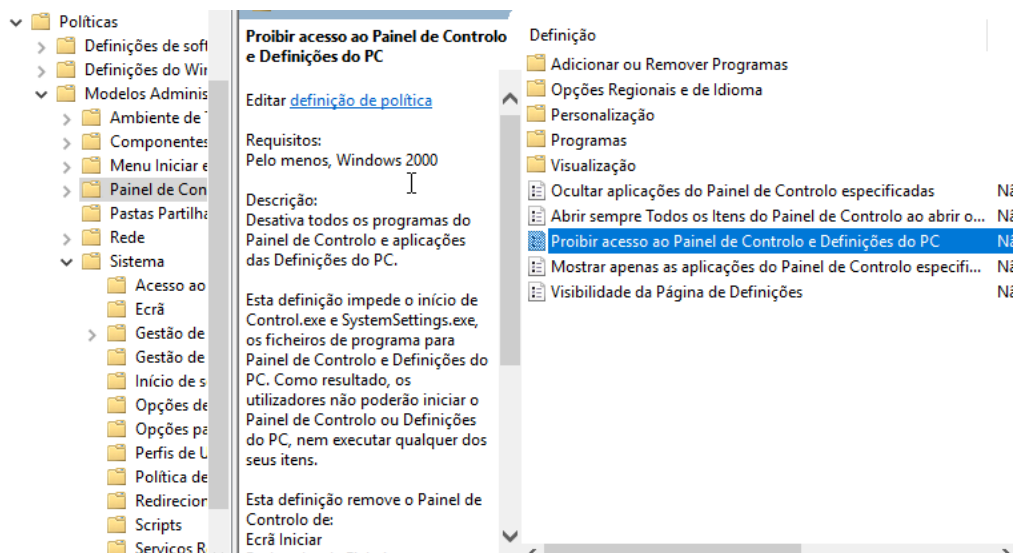 Políticas
Definições de soft
Definições do Wir
Modelos Adminis
Ambiente de
Componentes
Menu Iniciar e
Painel de Con
Pastas Partilha
Rede
Sistema
Acesso ao
Ecrã
Gestão de
Gestão de
Início de s
Opções de
Opções pa
Perfis de U
Política de
Redirecion
Scripts
Serviços R
Proibir acesso ao Painel de Controlo
e Definições do PC
Editar definição de política
Requisitos:
Pelo menos, Windows 2000
Descrição:
Desativa todos os programas do
Painel de Controlo e aplicações
das Definições do PC.
Esta definição impede o início de
Control.exe e SystemSettings.exe,
os ficheiros de programa para
Painel de Controlo e Definições do
PC. Como resultado, os
utilizadores não poderão iniciar o
Painel de Controlo ou Definições
do PC, nem executar qualquer dos
seus itens.
Esta definição remove o Painel de
Controlo de:
Ecrã Iniciar
Definição
Adicionar ou Remover Programas
Opções Regionais e de Idioma
Personalização
Programas
Visualização
Ocultar aplicações do Painel de Controlo especificadas Nã
Abrir sempre Todos os Itens do Painel de Controlo ao abrir o... Nã
Proibir acesso ao Painel de Controlo e Definições do PC Nã
Mostrar apenas as aplicações do Painel de Controlo especifi... Nã
Visibilidade da Página de Definições Nã